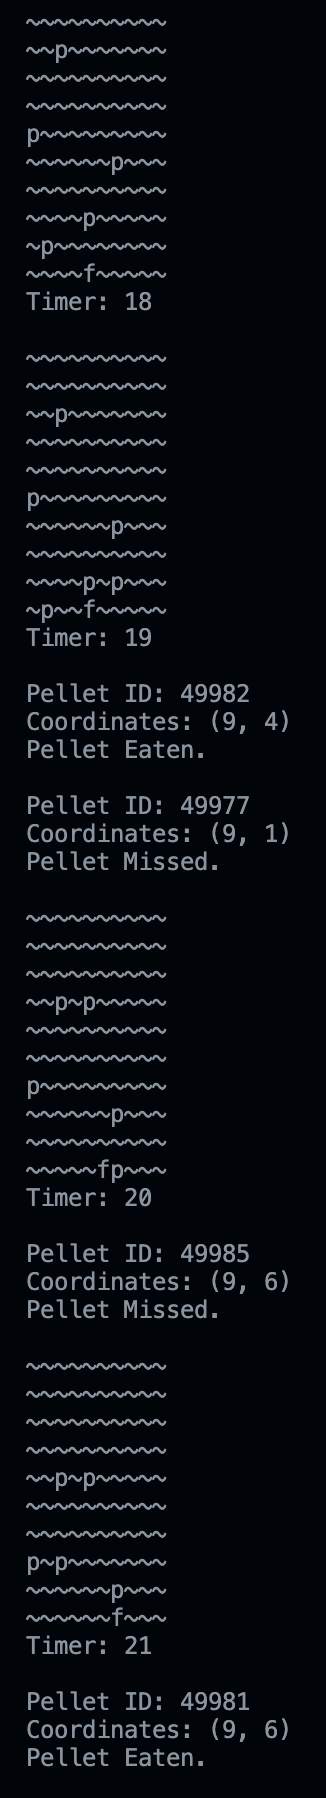 ~~~~~~~~~~
~~p~~~~~~~
~~~~~~~~~~
~~~~~~~~~~
p~~~~~~~~~
~~~~~~p~~~
~~~~~~~~~~
~~~~p~~~~~
~p~~~~~~~~
~~~~f~~~~~
Timer: 18

~~~~~~~~~~
~~~~~~~~~~
~~p~~~~~~~
~~~~~~~~~~
~~~~~~~~~~
p~~~~~~~~~
~~~~~~p~~~
~~~~~~~~~~
~~~~p~p~~~
~p~~f~~~~~
Timer: 19

Pellet ID: 49982
Coordinates: (9, 4)
Pellet Eaten.

Pellet ID: 49977
Coordinates: (9, 1)
Pellet Missed.

~~~~~~~~~~
~~~~~~~~~~
~~~~~~~~~~
~~p~p~~~~~
~~~~~~~~~~
~~~~~~~~~~
p~~~~~~~~~
~~~~~~p~~~
~~~~~~~~~~
~~~~~fp~~~
Timer: 20

Pellet ID: 49985
Coordinates: (9, 6)
Pellet Missed.

~~~~~~~~~~
~~~~~~~~~~
~~~~~~~~~~
~~~~~~~~~~
~~p~p~~~~~
~~~~~~~~~~
~~~~~~~~~~
p~p~~~~~~~
~~~~~~p~~~
~~~~~~f~~~
Timer: 21

Pellet ID: 49981
Coordinates: (9, 6)
Pellet Eaten.